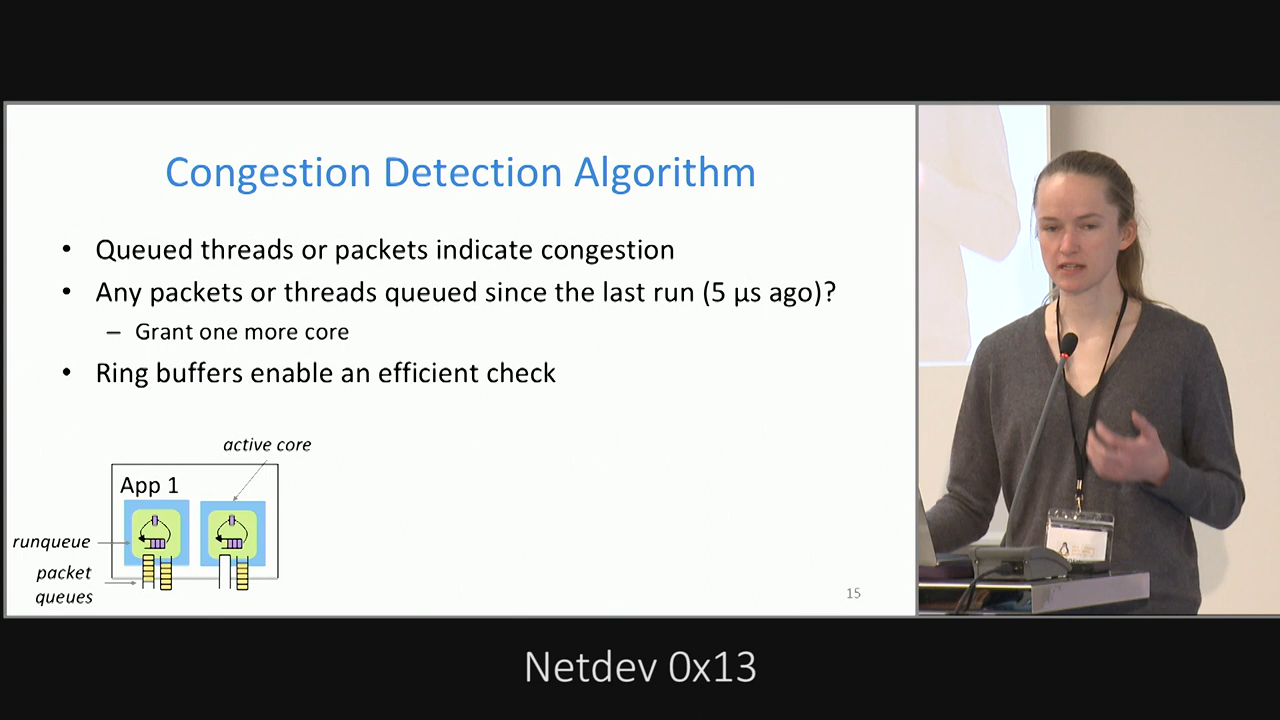 Congestion Detection Algorithm
• Queued threads or packets indicate congestion
• Any packets or threads queued since the last run (5 µs ago)?
– Grant one more core
• Ring buffers enable an efficient check
active core
App 1
runqueue
packet
queues
15
Netdev 0x13